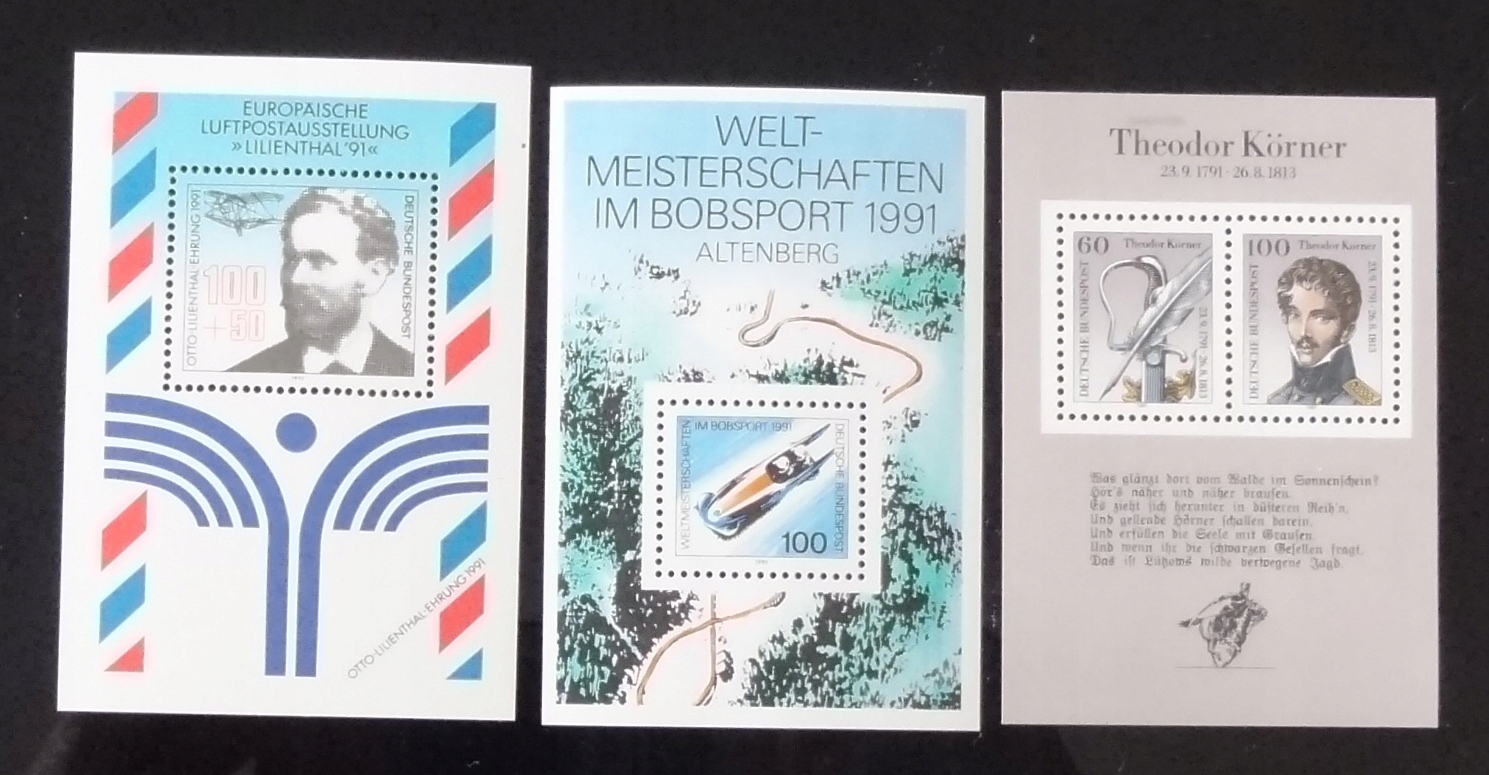 EUROPÄISCHE
LUFTPOSTAUSSTELLUNG
»LILIENTHAL'91«
OTTO-LILIENTHAL-EHRUNG 1991
DEUTSCHE BUNDESPOST
100
+50
OTTO-LILIENTHAL-EHRUNG 1991
WELT-
MEISTERSCHAFTEN
IM BOBSPORT 1991
ALTENBERG
WELTMEISTERSCHAFTEN
IM BOBSPORT 1991
DEUTSCHE BUNDESPOST
100
Theodor Körner
23. 9. 1791 - 26. 8. 1813
60 Theodor Körner
DEUTSCHE BUNDESPOST
23. 9. 1791 - 26. 8. 1813
100 Theodor Körner
DEUTSCHE BUNDESPOST
23. 9. 1791 - 26. 8. 1813
Was glänzt dort vom Walde im Sonnenschein?
Hör's näher und näher brausen.
Es zieht sich herunter in düsteren Reih'n,
Und gellende Hörner schallen darein,
Und erfüllen die Seele mit Grausen.
Und wenn ihr die schwarzen Gesellen fragt,
Das ist Lützows wilde verwegene Jagd.